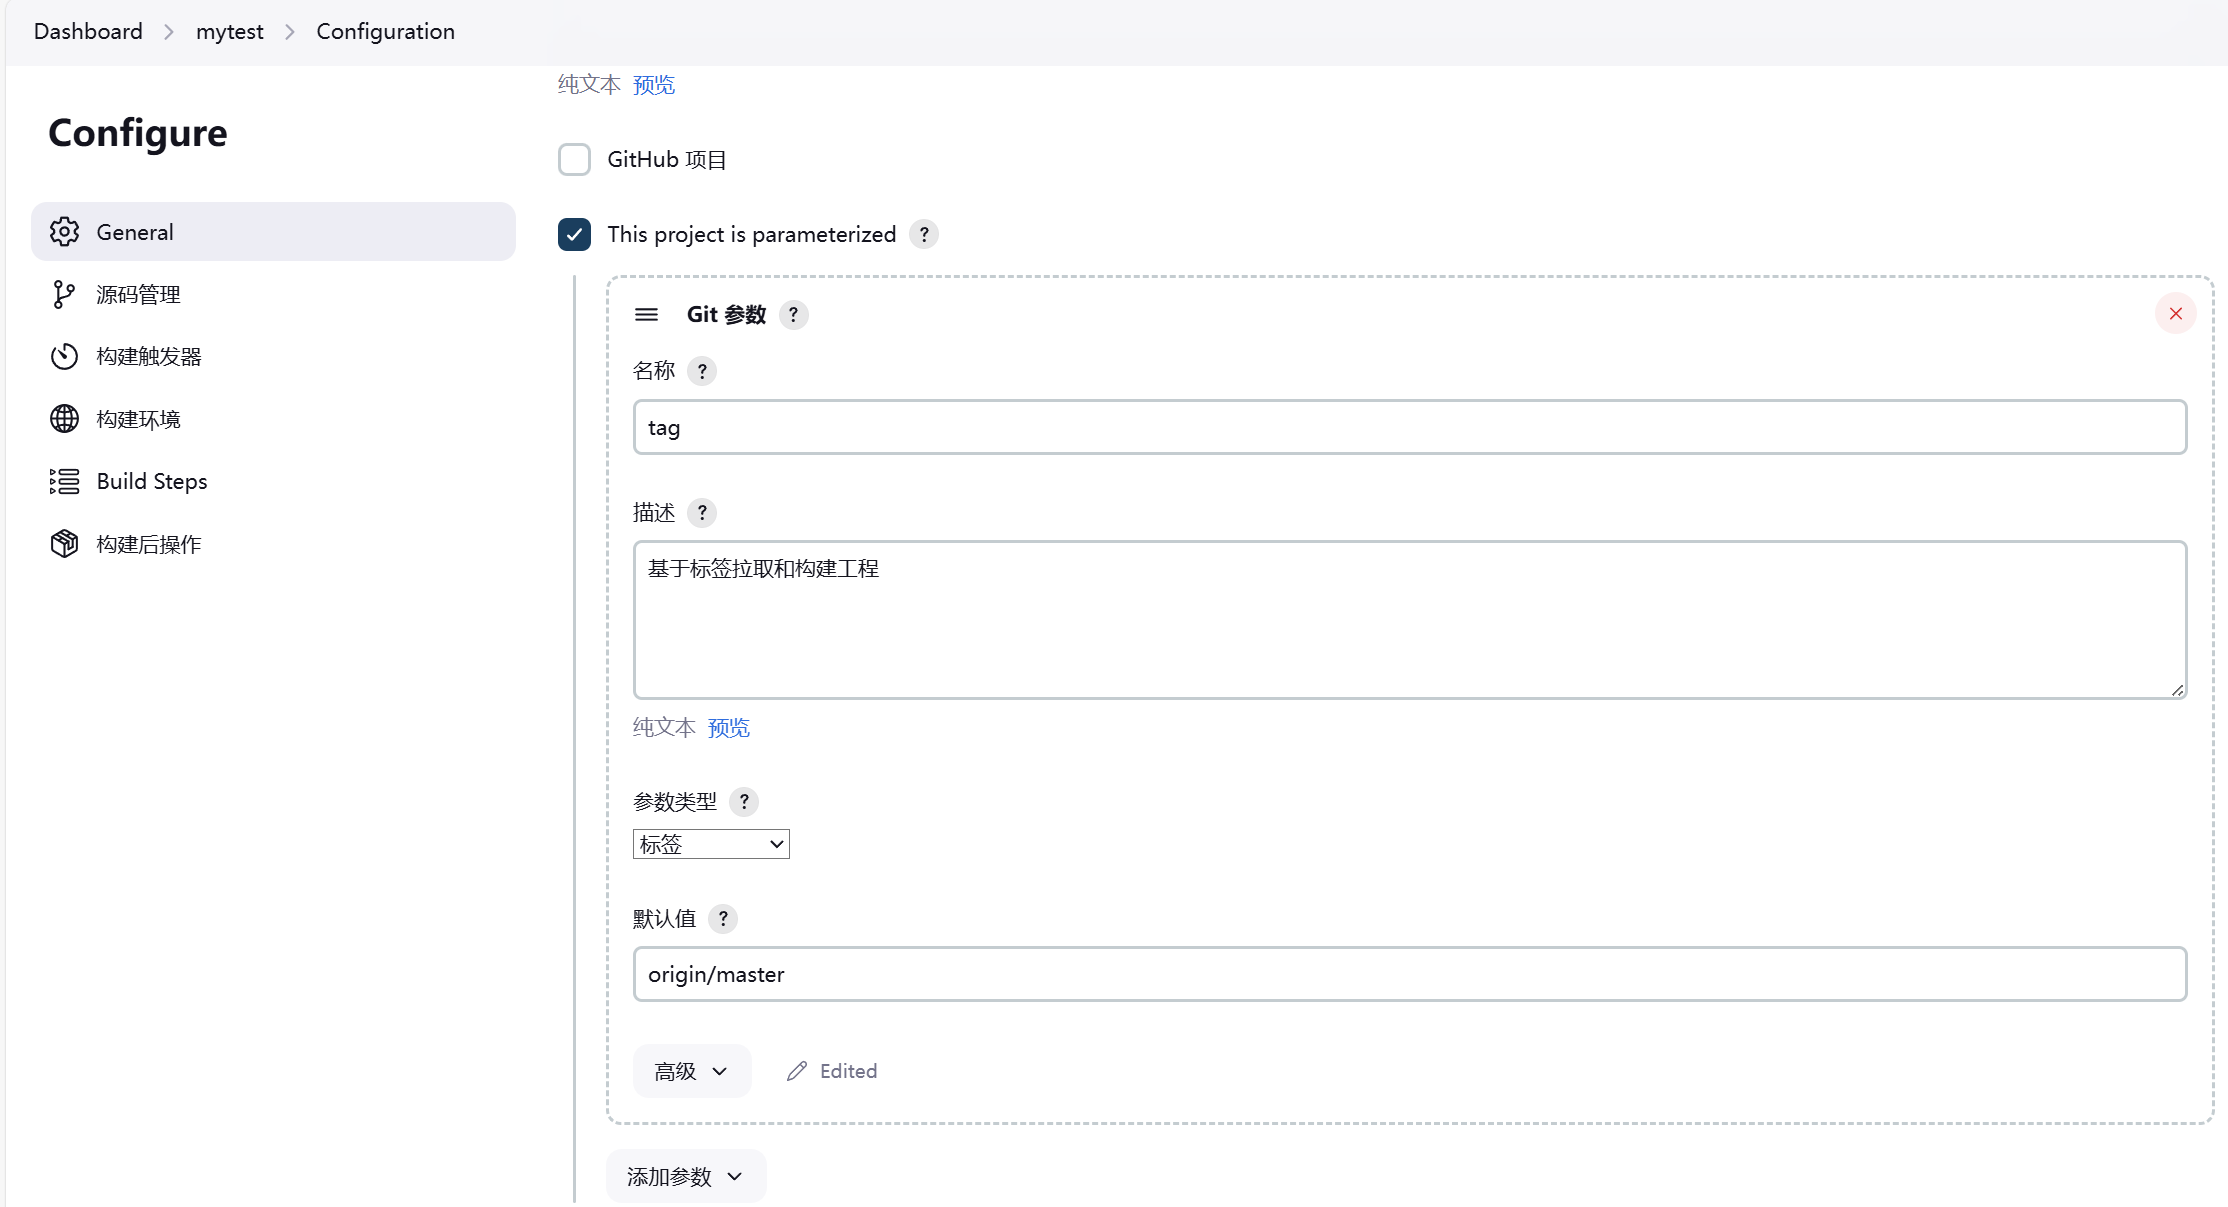 Dashboard > mytest > Configuration
Configure
General
源码管理
构建触发器
构建环境
Build Steps
构建后操作
纯文本 预览
GitHub 项目
This project is parameterized ?
Git 参数 ?
名称 ?
tag
描述 ?
基于标签拉取和构建工程
纯文本 预览
参数类型 ?
标签
默认值 ?
origin/master
高级 Edited
添加参数